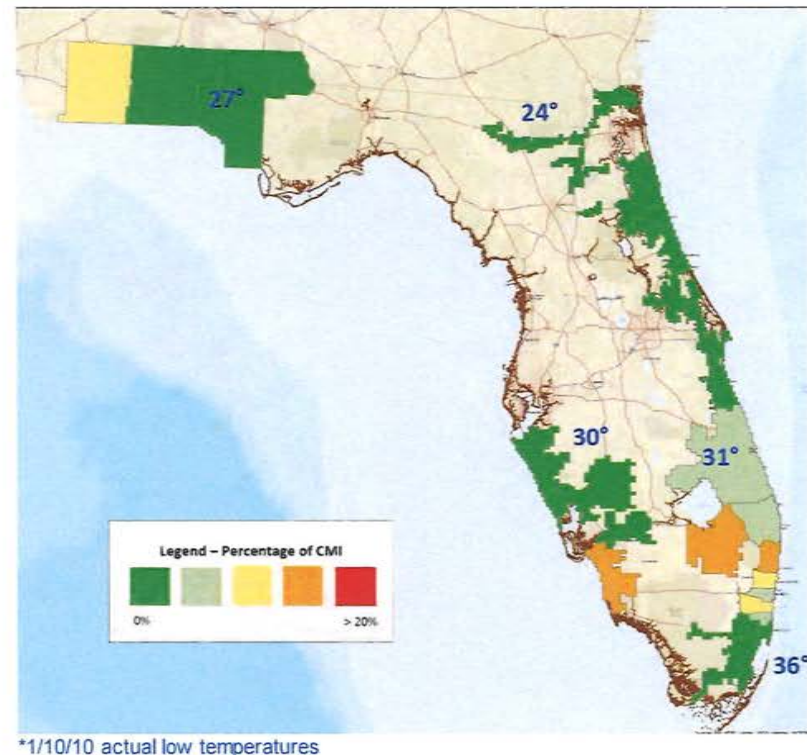 27°
24°
30°
31°
36°
Legend – Percentage of CMI
0% > 20%
*1/10/10 actual low temperatures